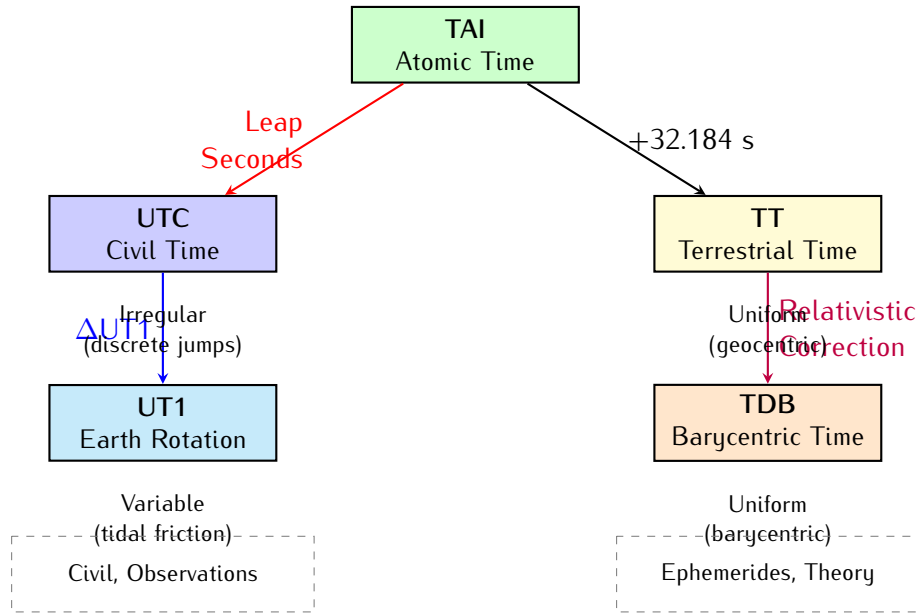 TAI
Atomic Time
Leap
Seconds
+32.184 s
UTC
Civil Time
TT
Terrestrial Time
Irregular
(discrete jumps)
ΔUT1
Uniform
(geocentric)
Relativistic
Correction
UT1
Earth Rotation
TDB
Barycentric Time
Variable
(tidal friction)
Uniform
(barycentric)
Civil, Observations
Ephemerides, Theory